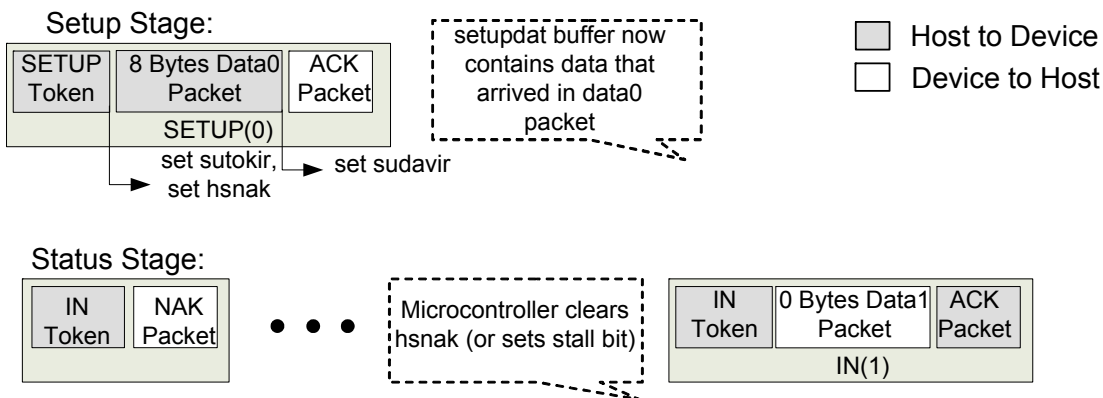 Setup Stage:
SETUP
Token
8 Bytes Data0
Packet
ACK
Packet
SETUP(0)
set sutokir,
set hsnak
set sudavir
setupdat buffer now
contains data that
arrived in data0
packet
Host to Device
Device to Host
Status Stage:
IN
Token
NAK
Packet
Microcontroller clears
hsnak (or sets stall bit)
IN
Token
0 Bytes Data1
Packet
ACK
Packet
IN(1)